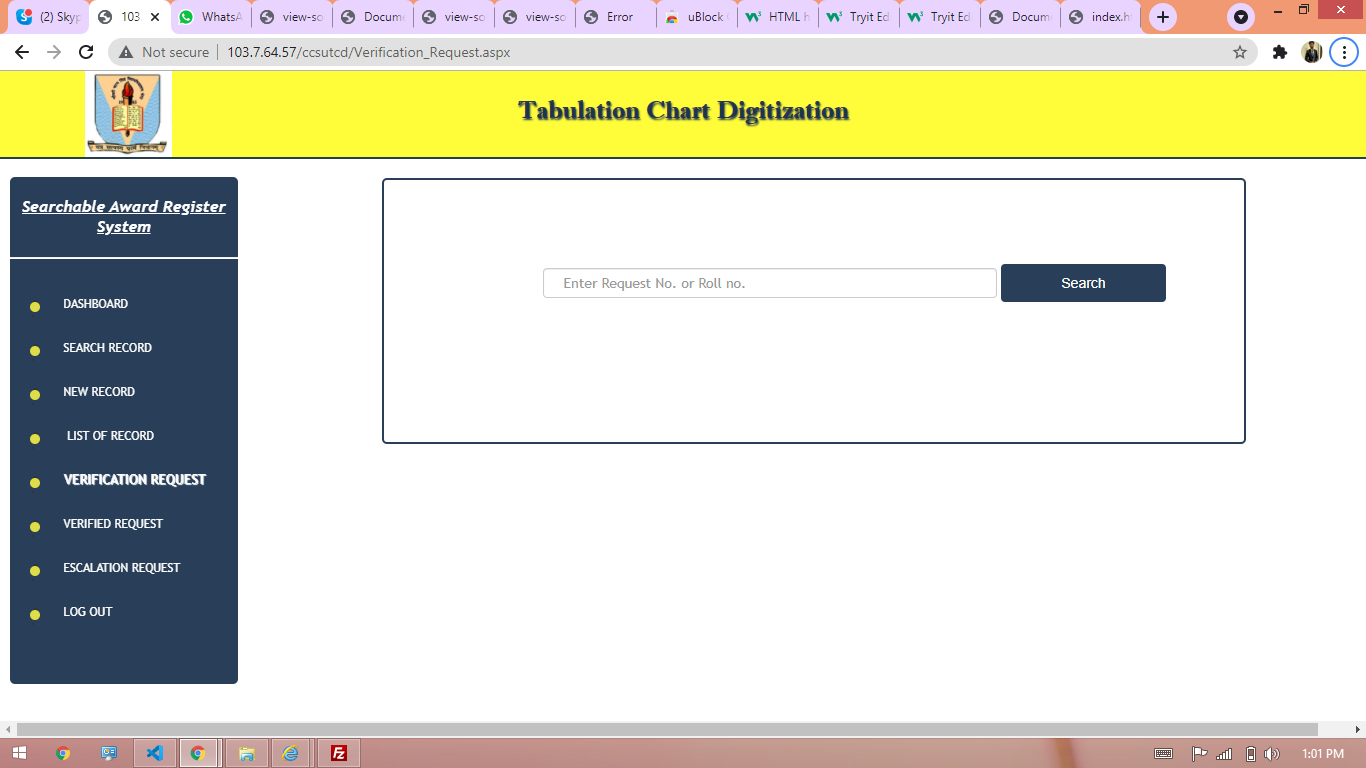 (2) Skyp
103.
WhatsA
view-so
Docume
view-so
view-so
Error
uBlock
HTML h
Tryit Ed
Tryit Ed
Docum
index.h
Not secure
103.7.64.57/ccsutcd/Verification_Request.aspx
Tabulation Chart Digitization
Searchable Award Register
System
Enter Request No. or Roll no.
Search
DASHBOARD
SEARCH RECORD
NEW RECORD
LIST OF RECORD
VERIFICATION REQUEST
VERIFIED REQUEST
ESCALATION REQUEST
LOG OUT
1:01 PM